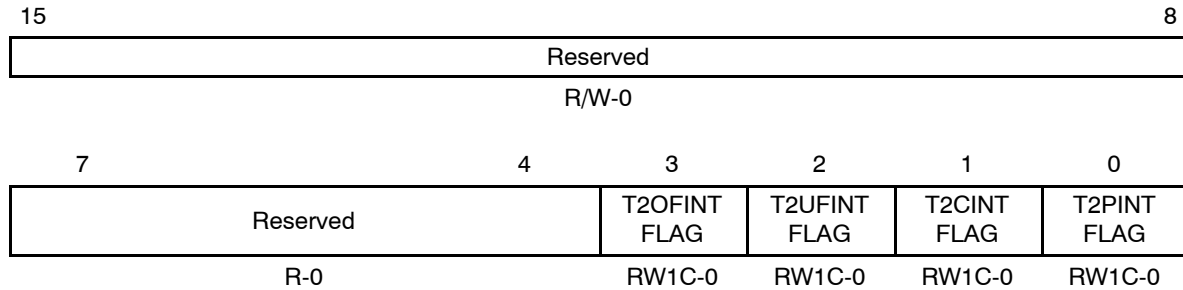 15 8
Reserved
R/W-0
7 4 3 2 1 0
Reserved T2OFINT FLAG T2UFINT FLAG T2CINT FLAG T2PINT FLAG
R-0 RW1C-0 RW1C-0 RW1C-0 RW1C-0